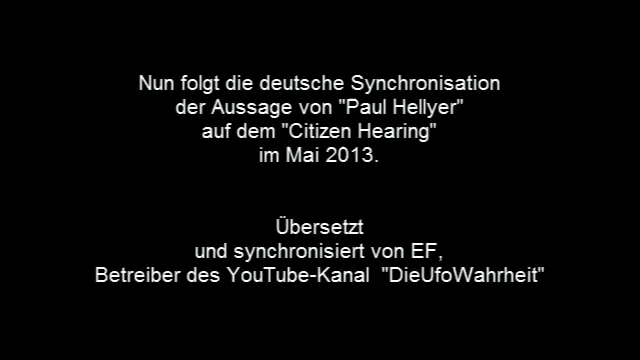 Nun folgt die deutsche Synchronisation
der Aussage von "Paul Hellyer"
auf dem "Citizen Hearing"
im Mai 2013.
Übersetzt
und synchronisiert von EF,
Betreiber des YouTube-Kanal "DieUfoWahrheit"